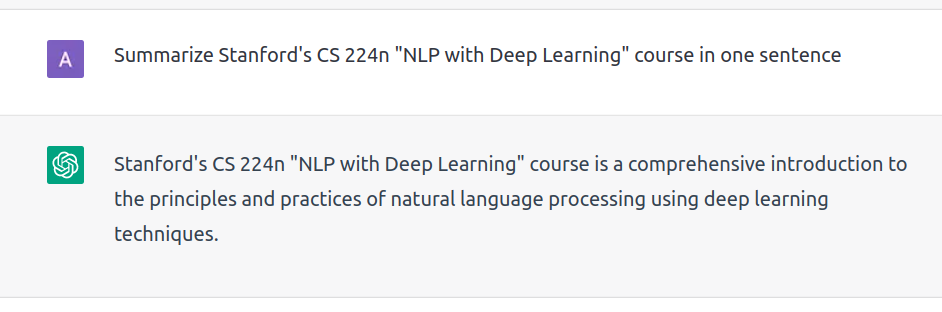 A
Summarize Stanford's CS 224n "NLP with Deep Learning" course in one sentence
Stanford's CS 224n "NLP with Deep Learning" course is a comprehensive introduction to
the principles and practices of natural language processing using deep learning
techniques.